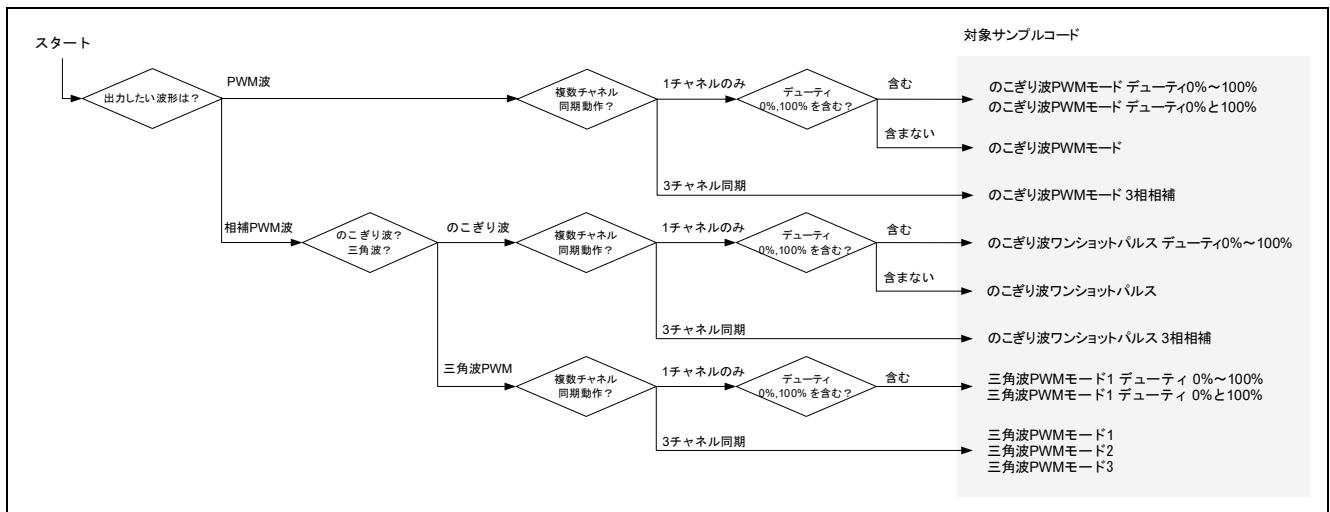 対象サンプルコード
スタート
出力したい波形は？
PWM波
複数チャネル
同期動作？
1チャネルのみ
デューティ
0%,100% を含む？
含む
のこぎり波PWMモード デューティ0%～100%
のこぎり波PWMモード デューティ0%と100%
含まない
のこぎり波PWMモード
3チャネル同期
のこぎり波PWMモード 3相相補
相補PWM波
のこぎり波？
三角波？
のこぎり波
複数チャネル
同期動作？
1チャネルのみ
デューティ
0%,100% を含む？
含む
のこぎり波ワンショットパルス デューティ0%～100%
含まない
のこぎり波ワンショットパルス
3チャネル同期
のこぎり波ワンショットパルス 3相相補
三角波PWM
複数チャネル
同期動作？
1チャネルのみ
デューティ
0%,100% を含む？
含む
三角波PWMモード1 デューティ 0%～100%
三角波PWMモード1 デューティ 0%と100%
3チャネル同期
三角波PWMモード1
三角波PWMモード2
三角波PWMモード3